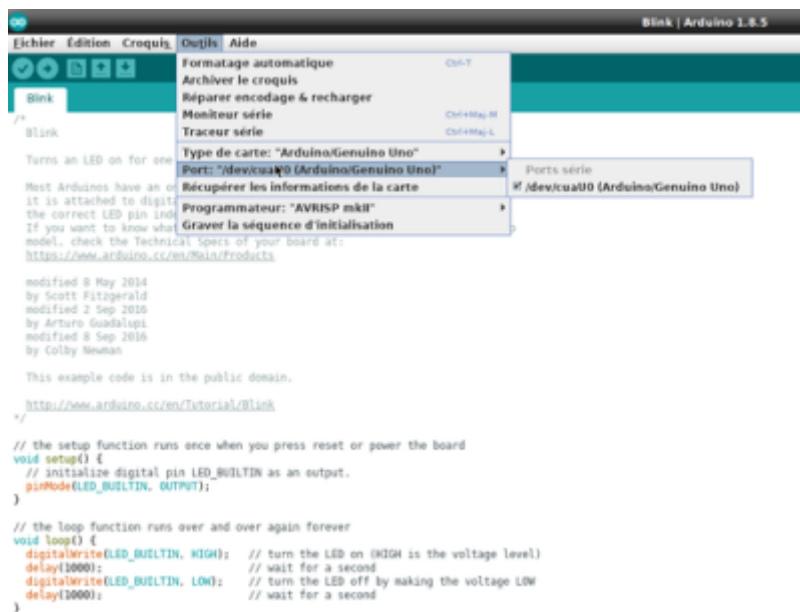 Blink | Arduino 1.8.5
Fichier Édition Croquis Outils Aide
Formatage automatique Ctrl-T
Archiver le croquis
Réparer encodage & recharger
Moniteur série Ctrl+Maj-M
Traceur série Ctrl+Maj-L
Type de carte: "Arduino/Genuino Uno"
Port: "/dev/cuaU0 (Arduino/Genuino Uno)"
Récupérer les informations de la carte
Programmateur: "AVRISP mkII"
Graver la séquence d'initialisation
Ports série
/dev/cuaU0 (Arduino/Genuino Uno)
Blink
/*
Blink
Turns an LED on for one
Most Arduinos have an
it is attached to
the correct LED pin
If you want to know
model, check the Technical Specs of your board at:
https://www.arduino.cc/en/Main/Products
modified 8 May 2014
by Scott Fitzgerald
modified 2 Sep 2016
by Arturo Guadalupi
modified 8 Sep 2016
by Colby Newman
This example code is in the public domain.
http://www.arduino.cc/en/Tutorial/Blink
*/
// the setup function runs once when you press reset or power the board
void setup() {
// initialize digital pin LED_BUILTIN as an output.
pinMode(LED_BUILTIN, OUTPUT);
}
// the loop function runs over and over again forever
void loop() {
digitalWrite(LED_BUILTIN, HIGH); // turn the LED on (HIGH is the voltage level)
delay(1000); // wait for a second
digitalWrite(LED_BUILTIN, LOW); // turn the LED off by making the voltage LOW
delay(1000); // wait for a second
}